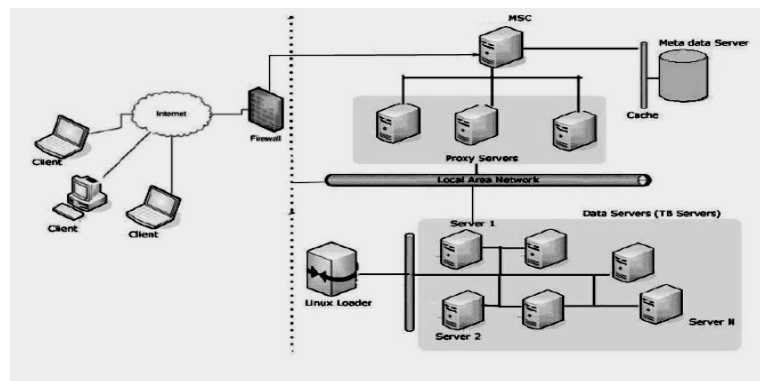 MSC
Meta data Server
Internet
Firewall
Cache
Client
Proxy Servers
Local Area Network
Client
Client
Data Servers (TB Servers)
Server 1
Linux Loader
Server 2
Server N